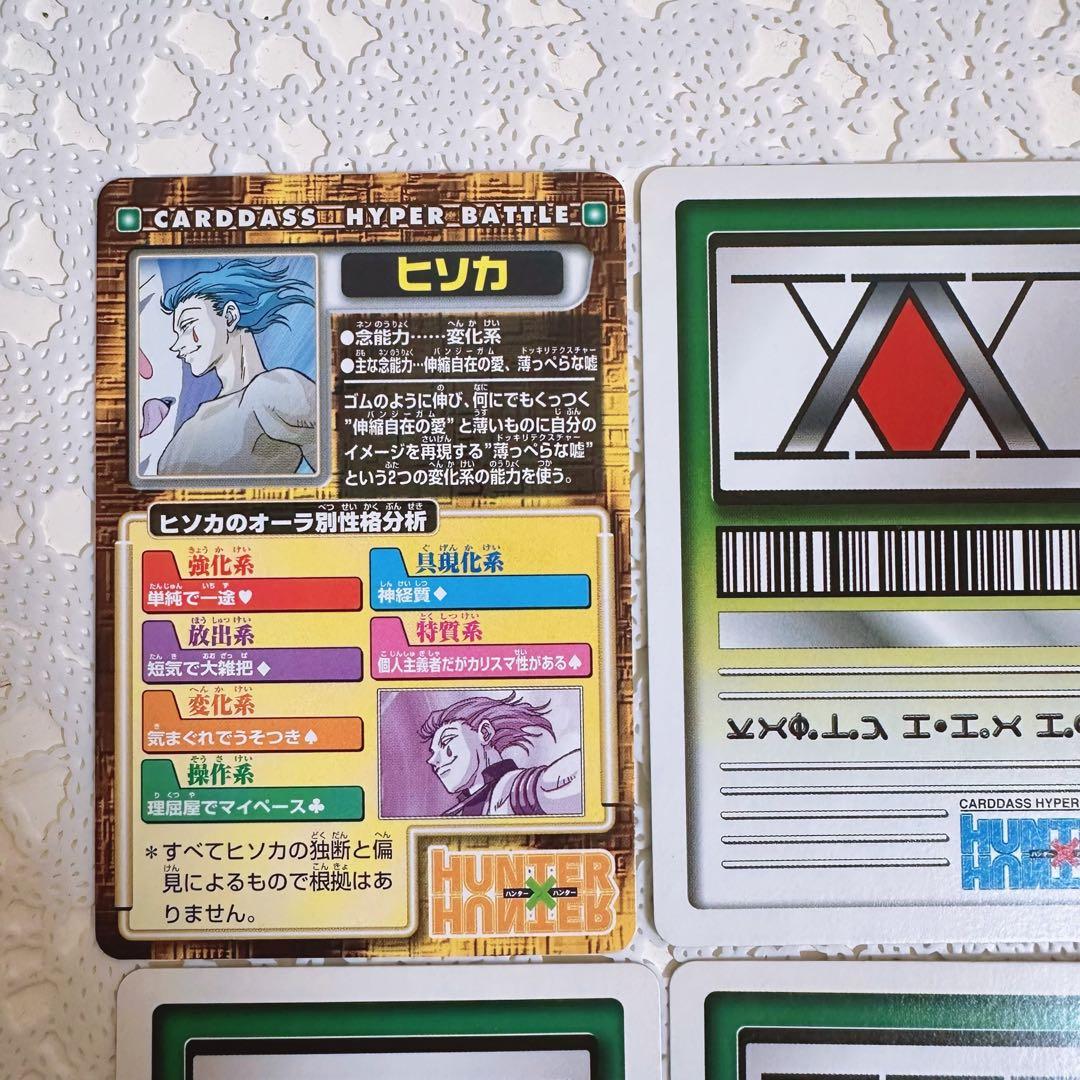 CARDDASS HYPER BATTLE
ヒソカ
●念能力……変化系
●主な念能力…伸縮自在の愛、薄っぺらな嘘
ゴムのように伸び、何にでもくっつく
"伸縮自在の愛"と薄いものに自分の
イメージを再現する"薄っぺらな嘘"
という2つの変化系の能力を使う。
ヒソカのオーラ別性格分析
強化系
単純で一途♥
放出系
短気で大雑把◆
変化系
気まぐれでうそつき♠
操作系
理屈屋でマイペース♣
具現化系
神経質◆
特質系
個人主義者だがカリスマ性がある♠
＊すべてヒソカの独断と偏
見によるもので根拠はあ
りません。
HUNTER
ハンター×ハンター
HUNTER
CARDDASS HYPER